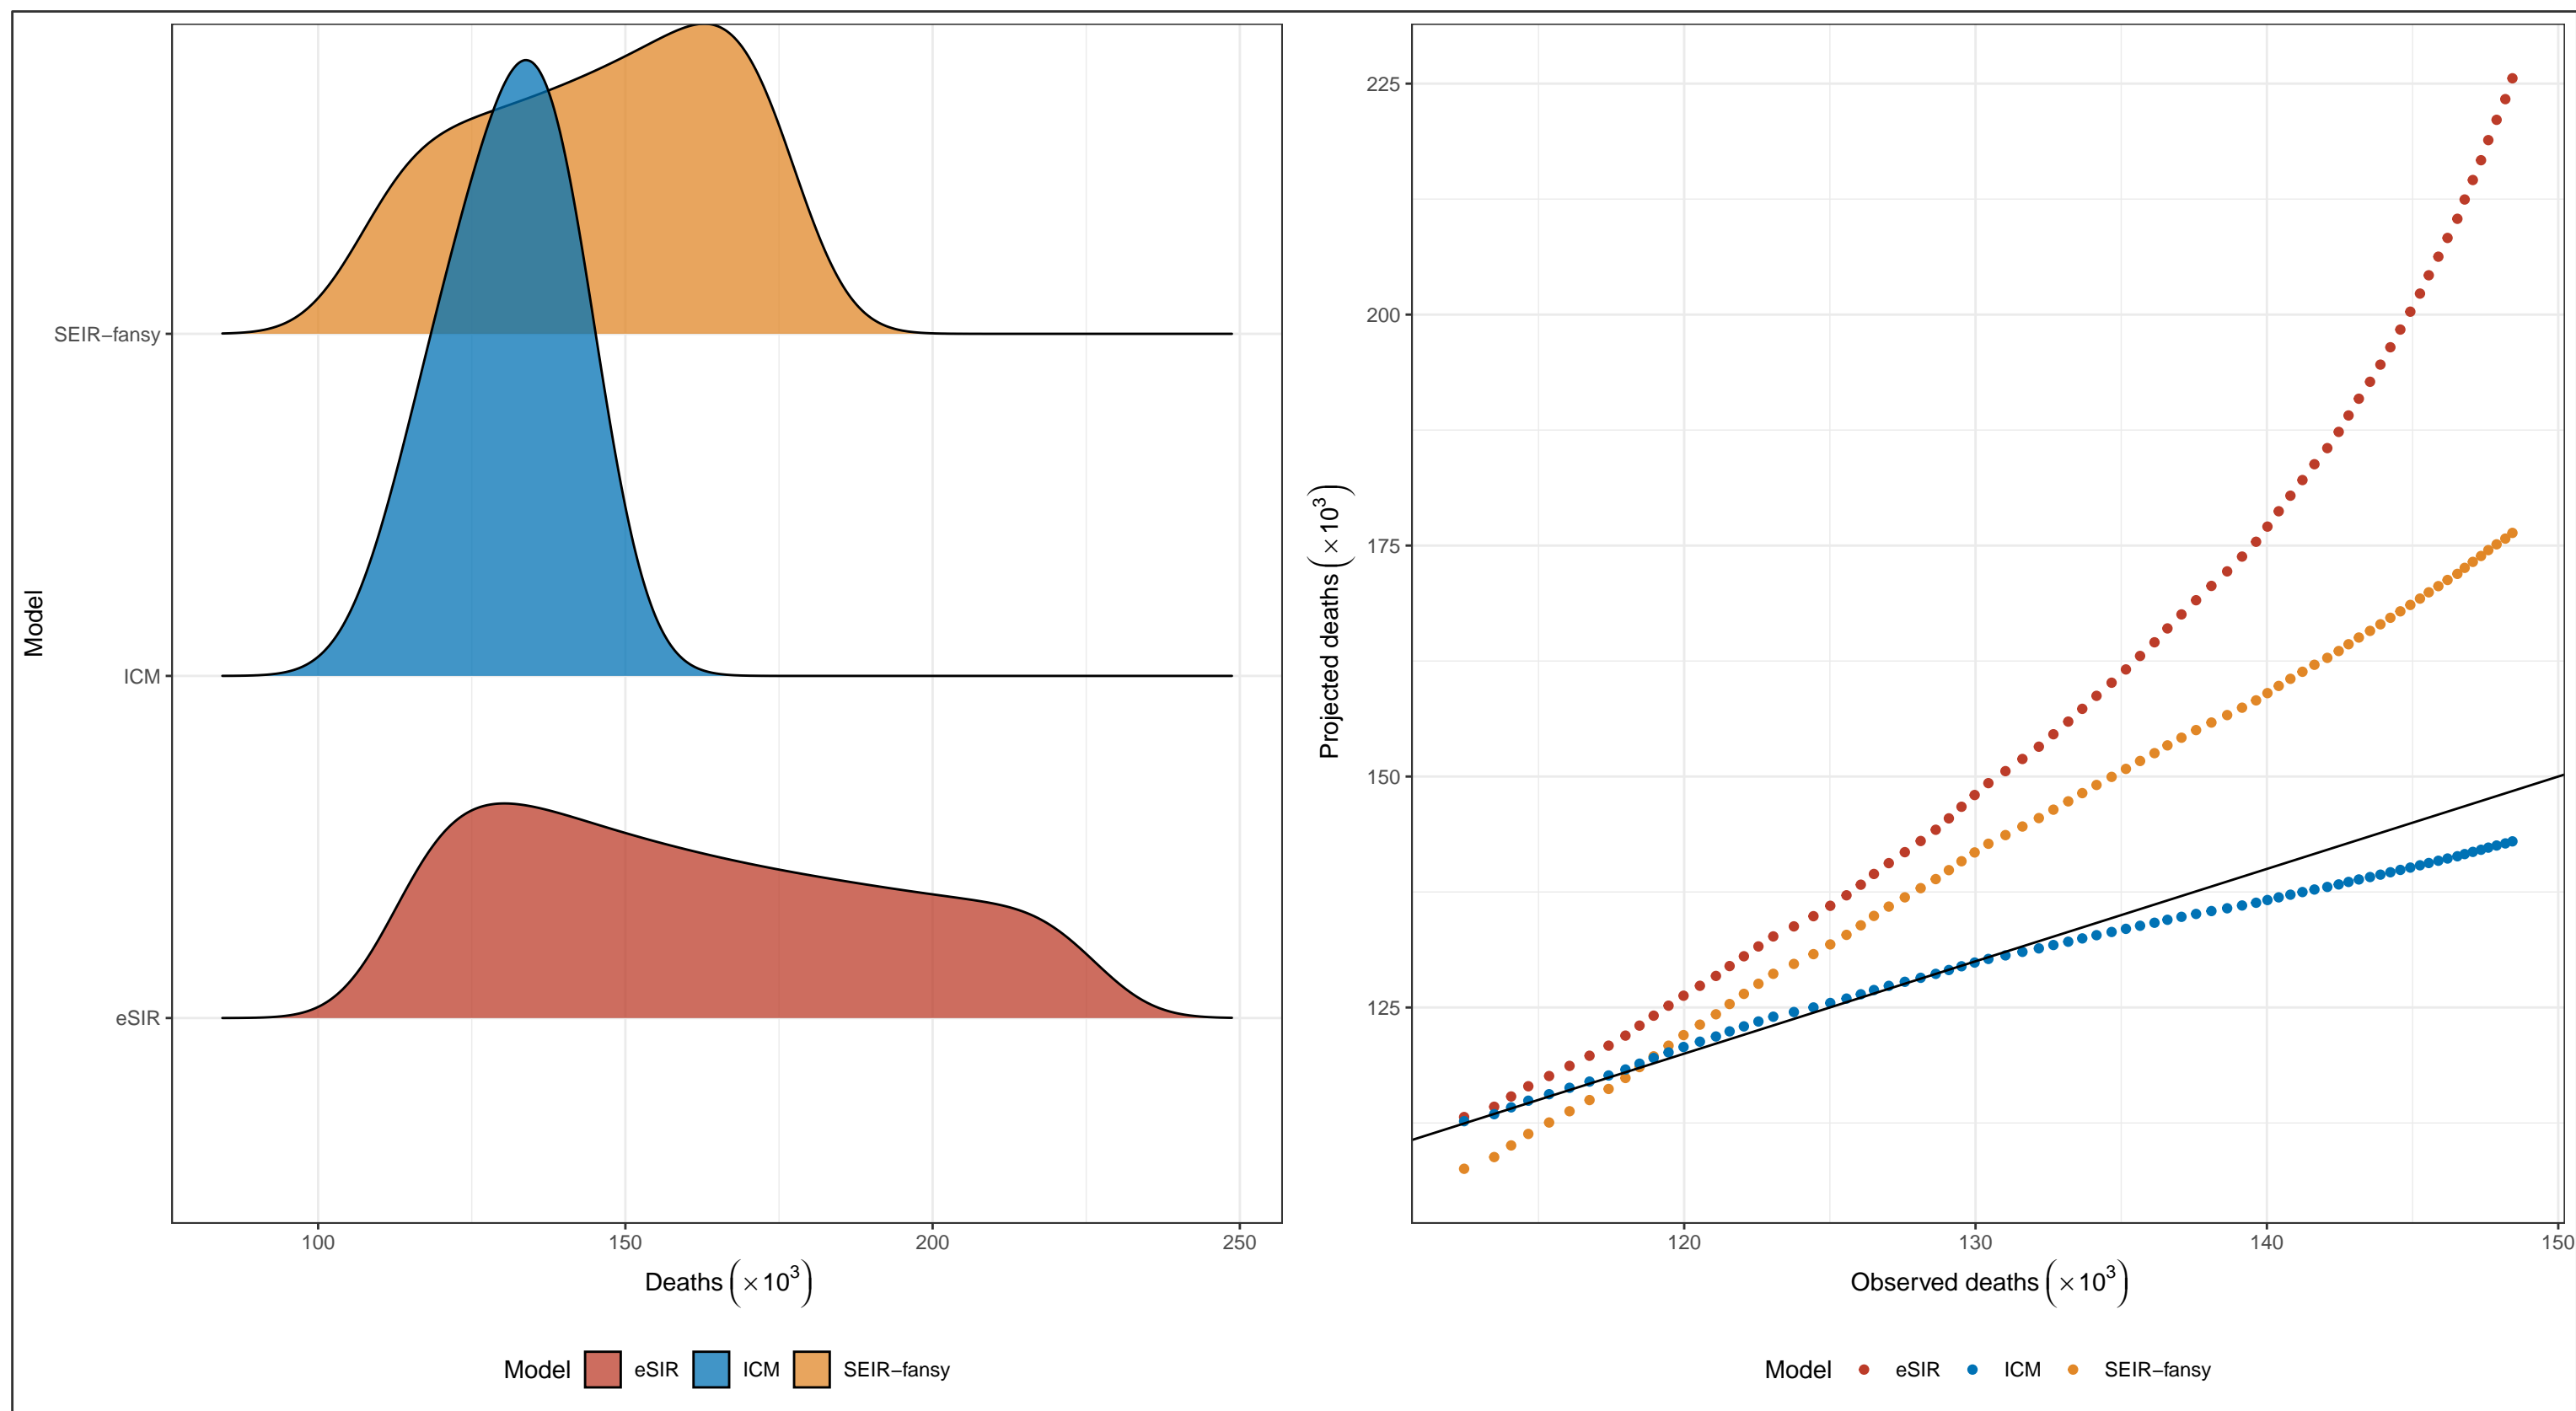 Model
SEIR−fansy
ICM
eSIR
100 150 200 250
Deaths (×10³)
Model eSIR ICM SEIR−fansy
Projected deaths (×10³)
225
200
175
150
125
120 130 140 150
Observed deaths (×10³)
Model eSIR ICM SEIR−fansy